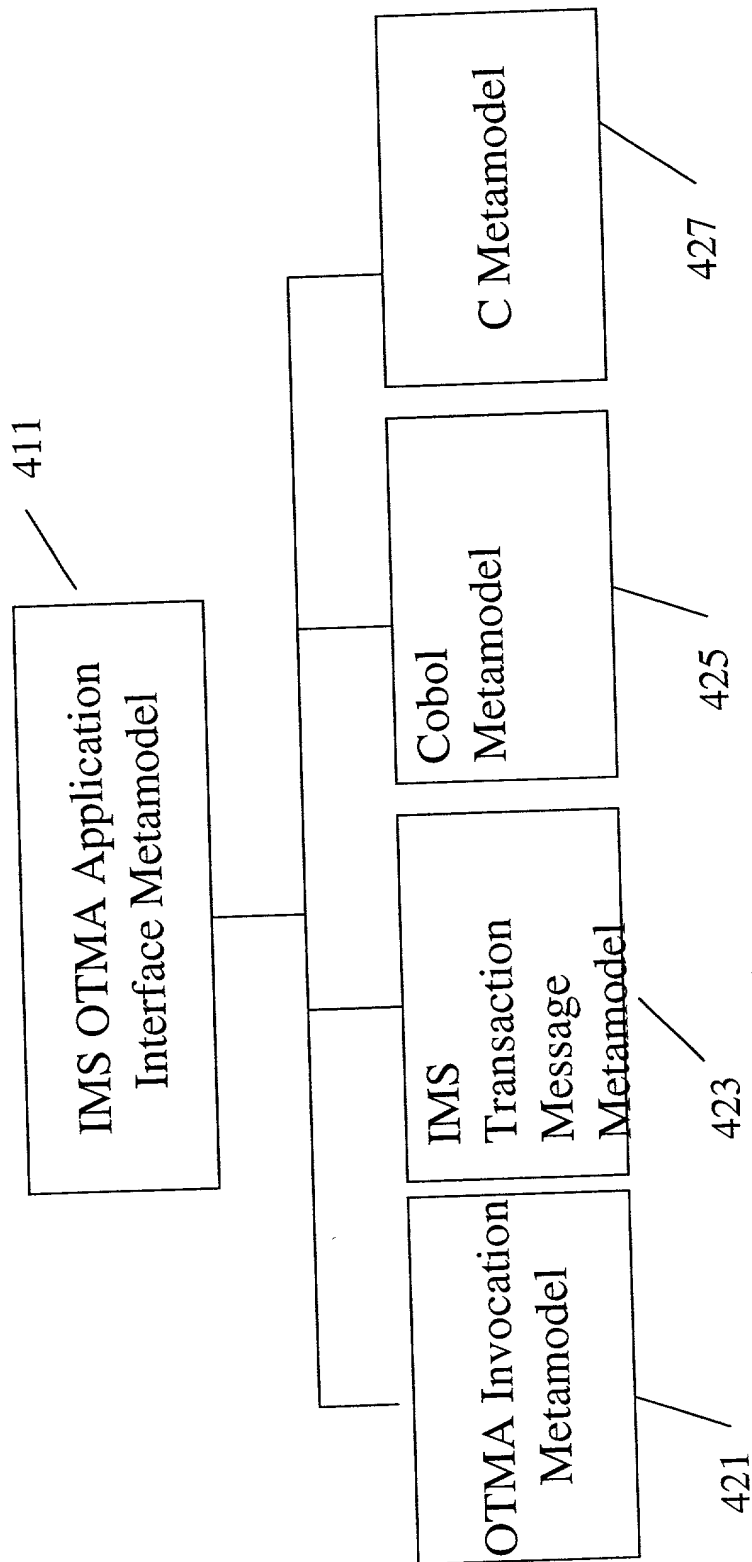 IMS OTMA Application
Interface Metamodel
411
OTMA Invocation
Metamodel
IMS
Transaction
Message
Metamodel
Cobol
Metamodel
C Metamodel
421
423
425
427